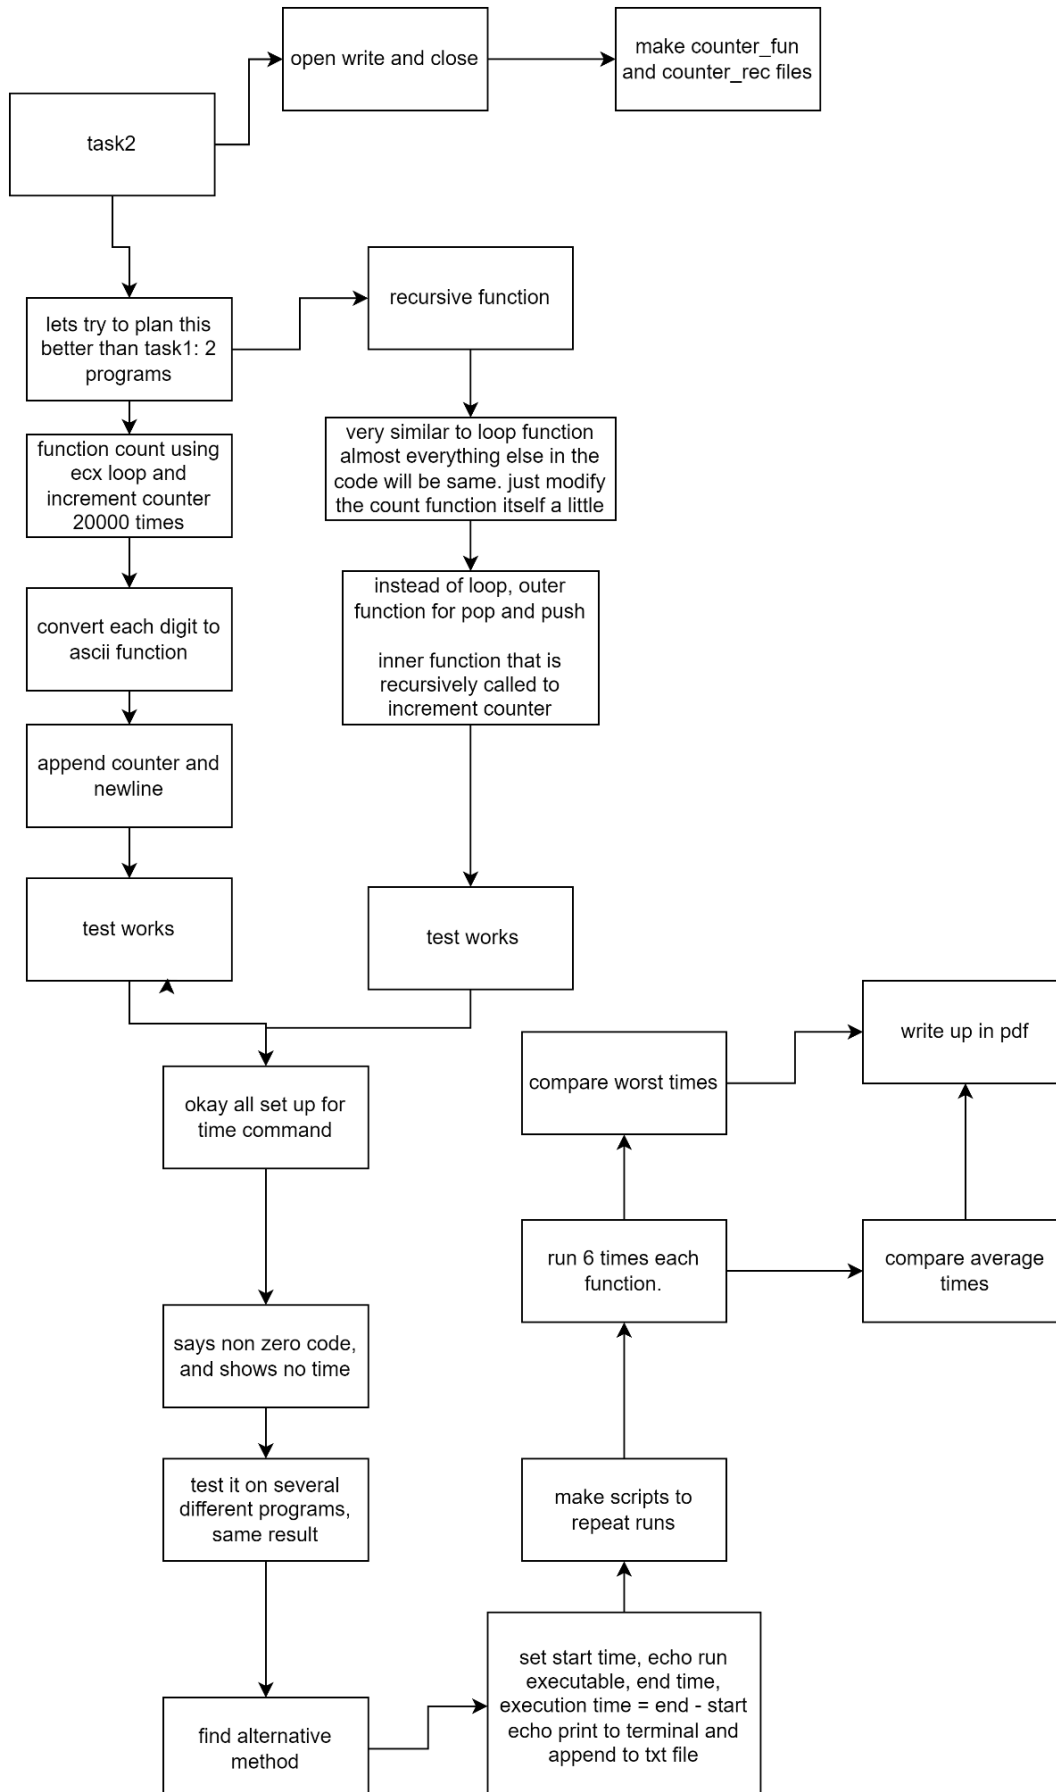 open write and close
make counter_fun
and counter_rec files
task2
recursive function
lets try to plan this
better than task1: 2
programs
function count using
ecx loop and
increment counter
20000 times
very similar to loop function
almost everything else in the
code will be same. just modify
the count function itself a little
instead of loop, outer
function for pop and push
inner function that is
recursively called to
increment counter
convert each digit to
ascii function
append counter and
newline
test works
test works
okay all set up for
time command
says non zero code,
and shows no time
test it on several
different programs,
same result
find alternative
method
set start time, echo run
executable, end time,
execution time = end - start
echo print to terminal and
append to txt file
make scripts to
repeat runs
run 6 times each
function.
compare worst times
compare average
times
write up in pdf